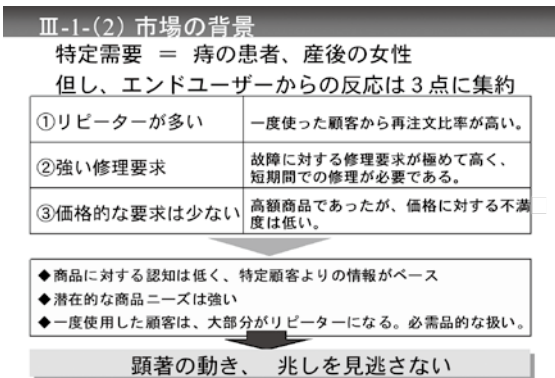 Ⅲ-1-(2) 市場の背景
特定需要 ＝ 痔の患者、産後の女性
但し、エンドユーザーからの反応は３点に集約
①リピーターが多い
一度使った顧客から再注文比率が高い。
②強い修理要求
故障に対する修理要求が極めて高く、
短期間での修理が必要である。
③価格的な要求は少ない
高額商品であったが、価格に対する不満
度は低い。
◆商品に対する認知は低く、特定顧客よりの情報がベース
◆潜在的な商品ニーズは強い
◆一度使用した顧客は、大部分がリピーターになる。必需品的な扱い。
顕著の動き、 兆しを見逃さない